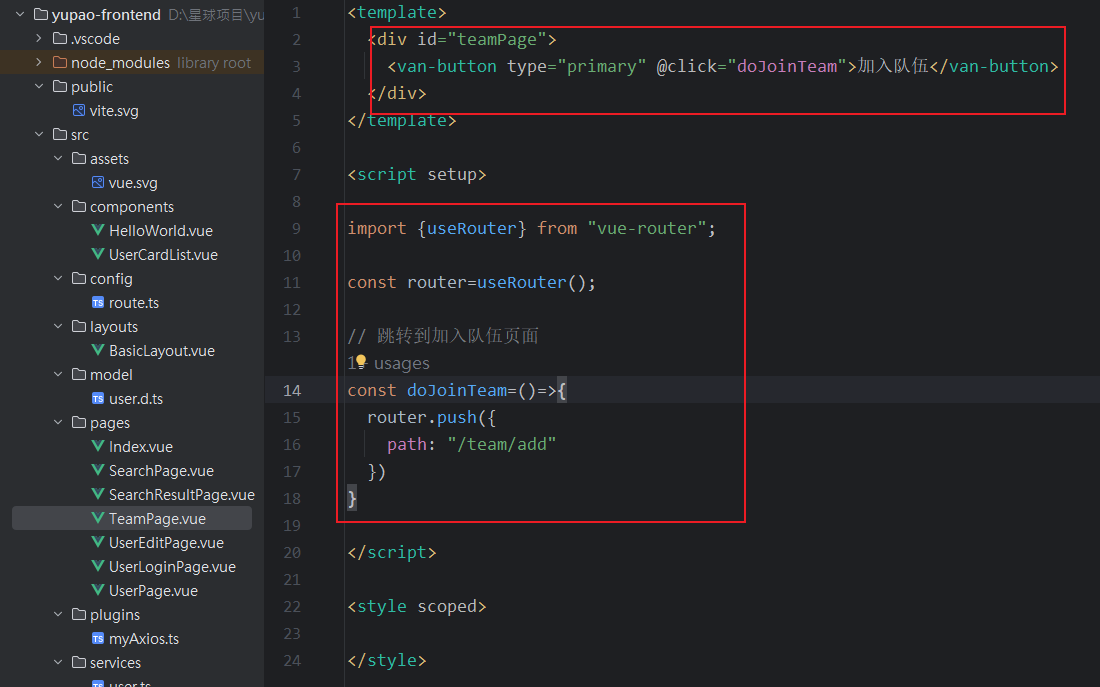 yupao-frontend D:\星球项目\yu
.vscode
node_modules library root
public
vite.svg
src
assets
vue.svg
components
HelloWorld.vue
UserCardList.vue
config
route.ts
layouts
BasicLayout.vue
model
user.d.ts
pages
Index.vue
SearchPage.vue
SearchResultPage.vue
TeamPage.vue
UserEditPage.vue
UserLoginPage.vue
UserPage.vue
plugins
myAxios.ts
services
user.ts
1 <template>
2 <div id="teamPage">
3 <van-button type="primary" @click="doJoinTeam">加入队伍</van-button>
4 </div>
5 </template>
6
7 <script setup>
8
9 import {useRouter} from "vue-router";
10
11 const router=useRouter();
12
13 // 跳转到加入队伍页面
usages
14 const doJoinTeam=()=>{
15 router.push({
16 path: "/team/add"
17 })
18 }
19
20 </script>
21
22 <style scoped>
23
24 </style>